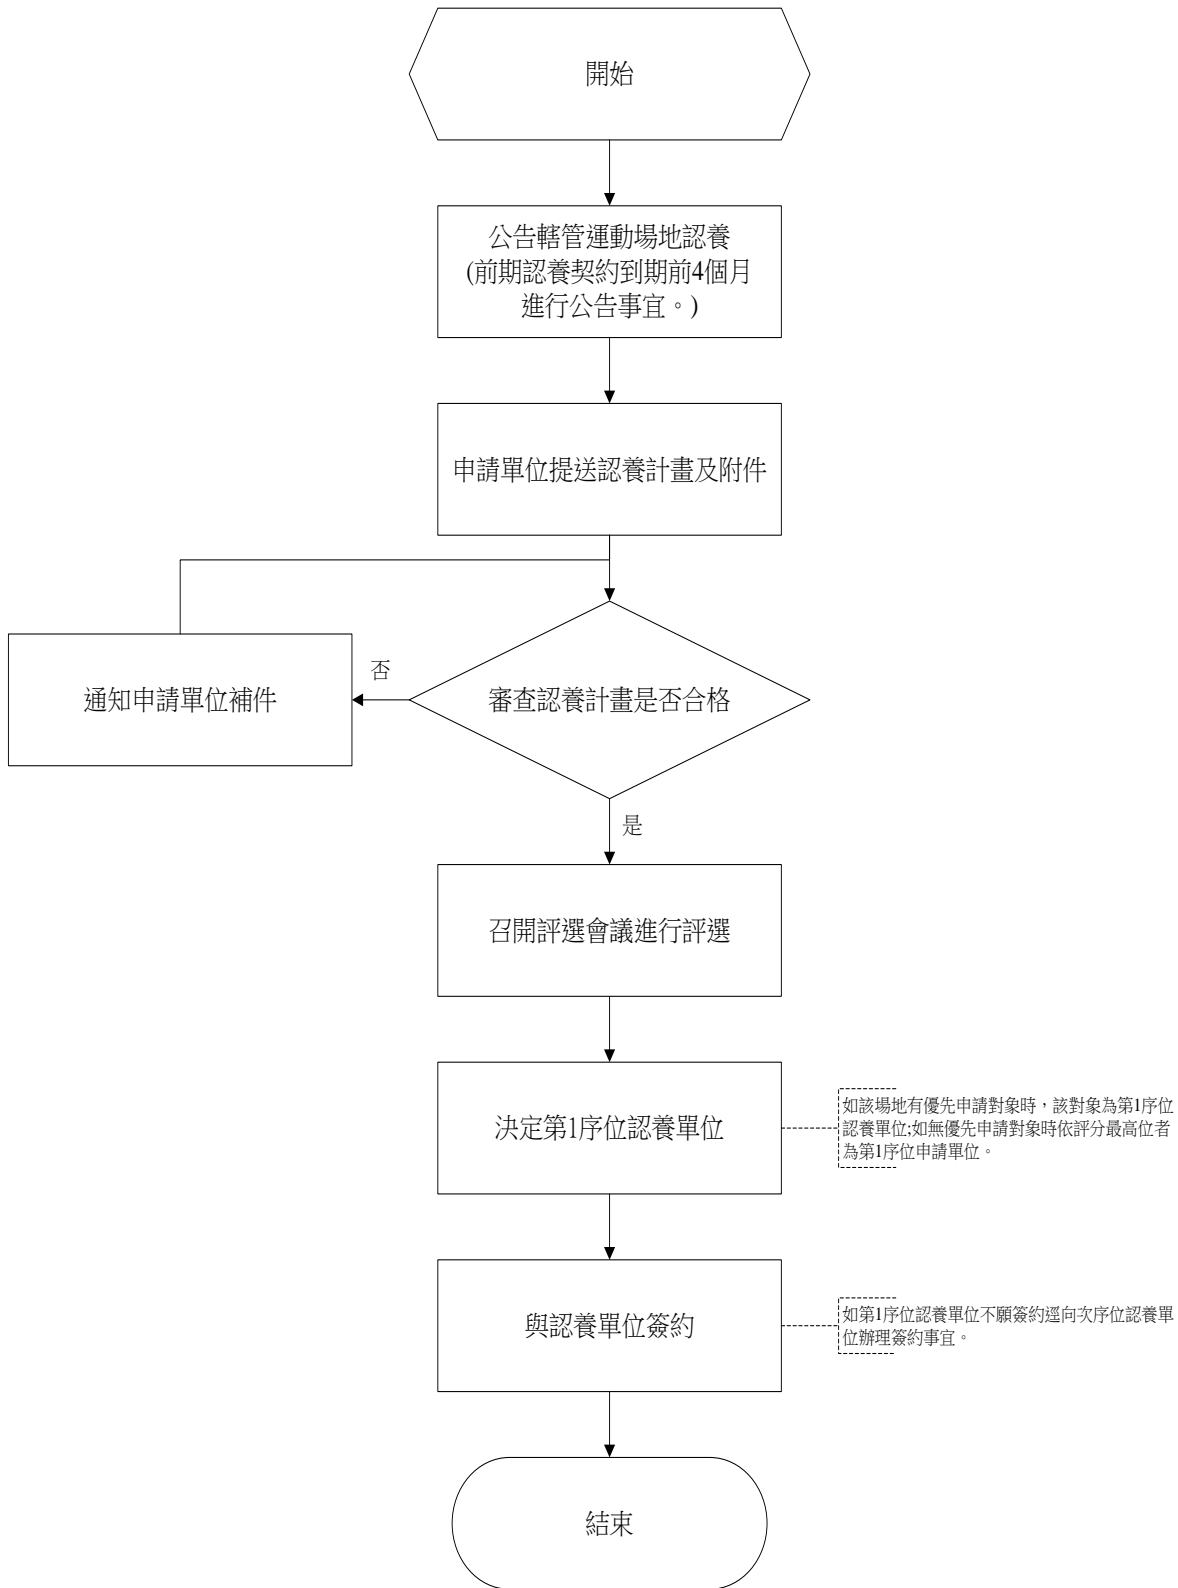 開始
公告轄管運動場地認養
(前期認養契約到期前4個月
進行公告事宜。)
申請單位提送認養計畫及附件
否
通知申請單位補件
審查認養計畫是否合格
是
召開評選會議進行評選
決定第1序位認養單位
如該場地有優先申請對象時，該對象為第1序位
認養單位;如無優先申請對象時依評分最高位者
為第1序位申請單位。
與認養單位簽約
如第1序位認養單位不願簽約逕向次序位認養單
位辦理簽約事宜。
結束